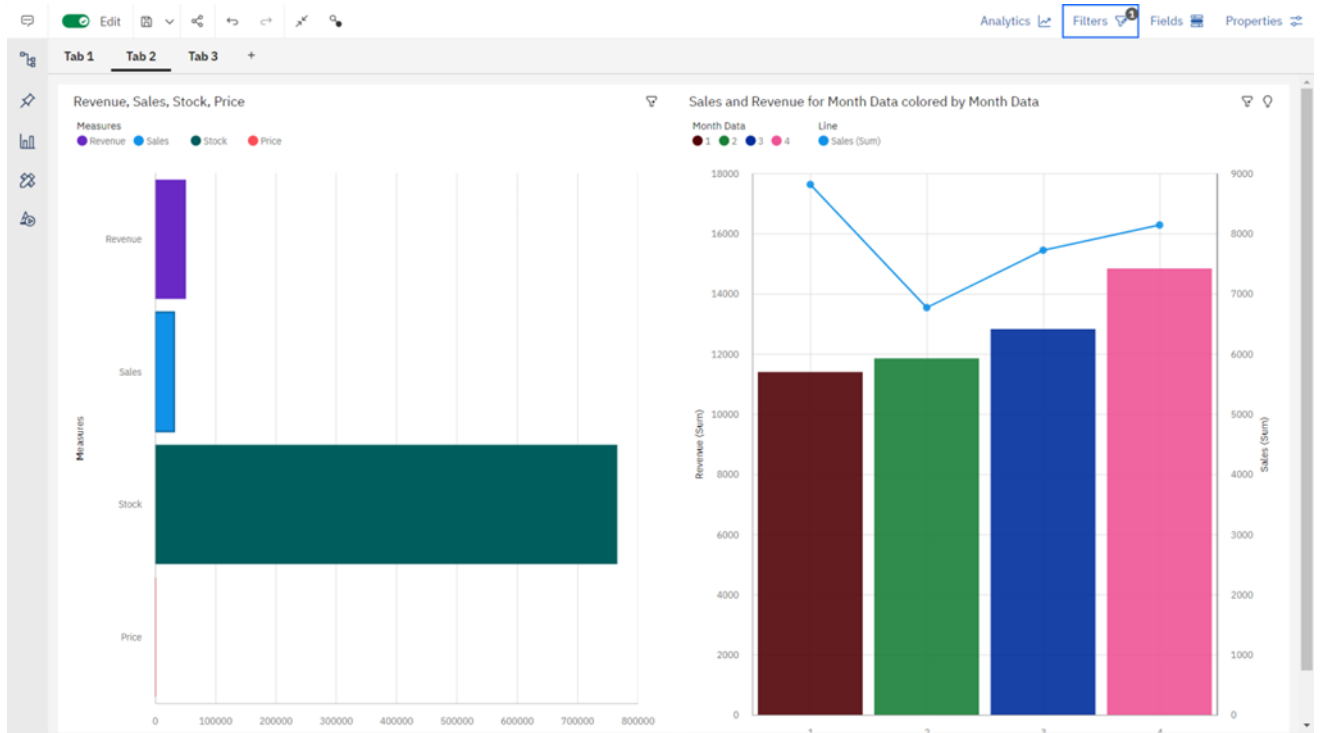 Edit
Analytics Filters 1 Fields Properties
Tab 1 Tab 2 Tab 3 +
Revenue, Sales, Stock, Price
Measures
Revenue Sales Stock Price
Revenue
Sales
Stock
Price
Measures
0 100000 200000 300000 400000 500000 600000 700000 800000
Sales and Revenue for Month Data colored by Month Data
Month Data Line
1 2 3 4 Sales (Sum)
18000 9000
16000 8000
14000 7000
12000 6000
10000 5000
8000 4000
6000 3000
4000 2000
2000 1000
0 0
Revenue (Sum)
Sales (Sum)
1 2 3 4